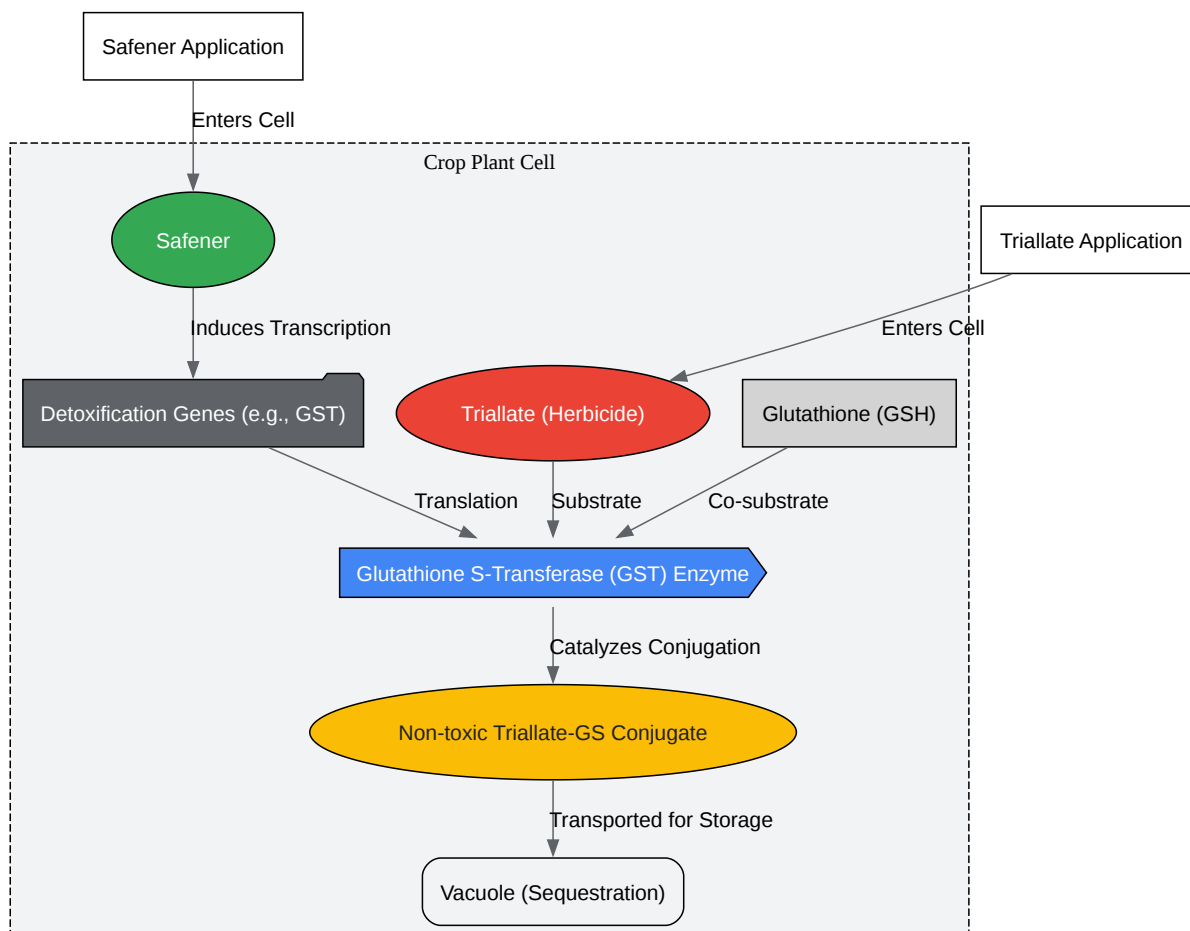 Safener Application
Enters Cell
Crop Plant Cell
Safener
Triallate Application
Induces Transcription
Enters Cell
Detoxification Genes (e.g., GST)
Triallate (Herbicide)
Glutathione (GSH)
Translation
Substrate
Co-substrate
Glutathione S-Transferase (GST) Enzyme
Catalyzes Conjugation
Non-toxic Triallate-GS Conjugate
Transported for Storage
Vacuole (Sequestration)